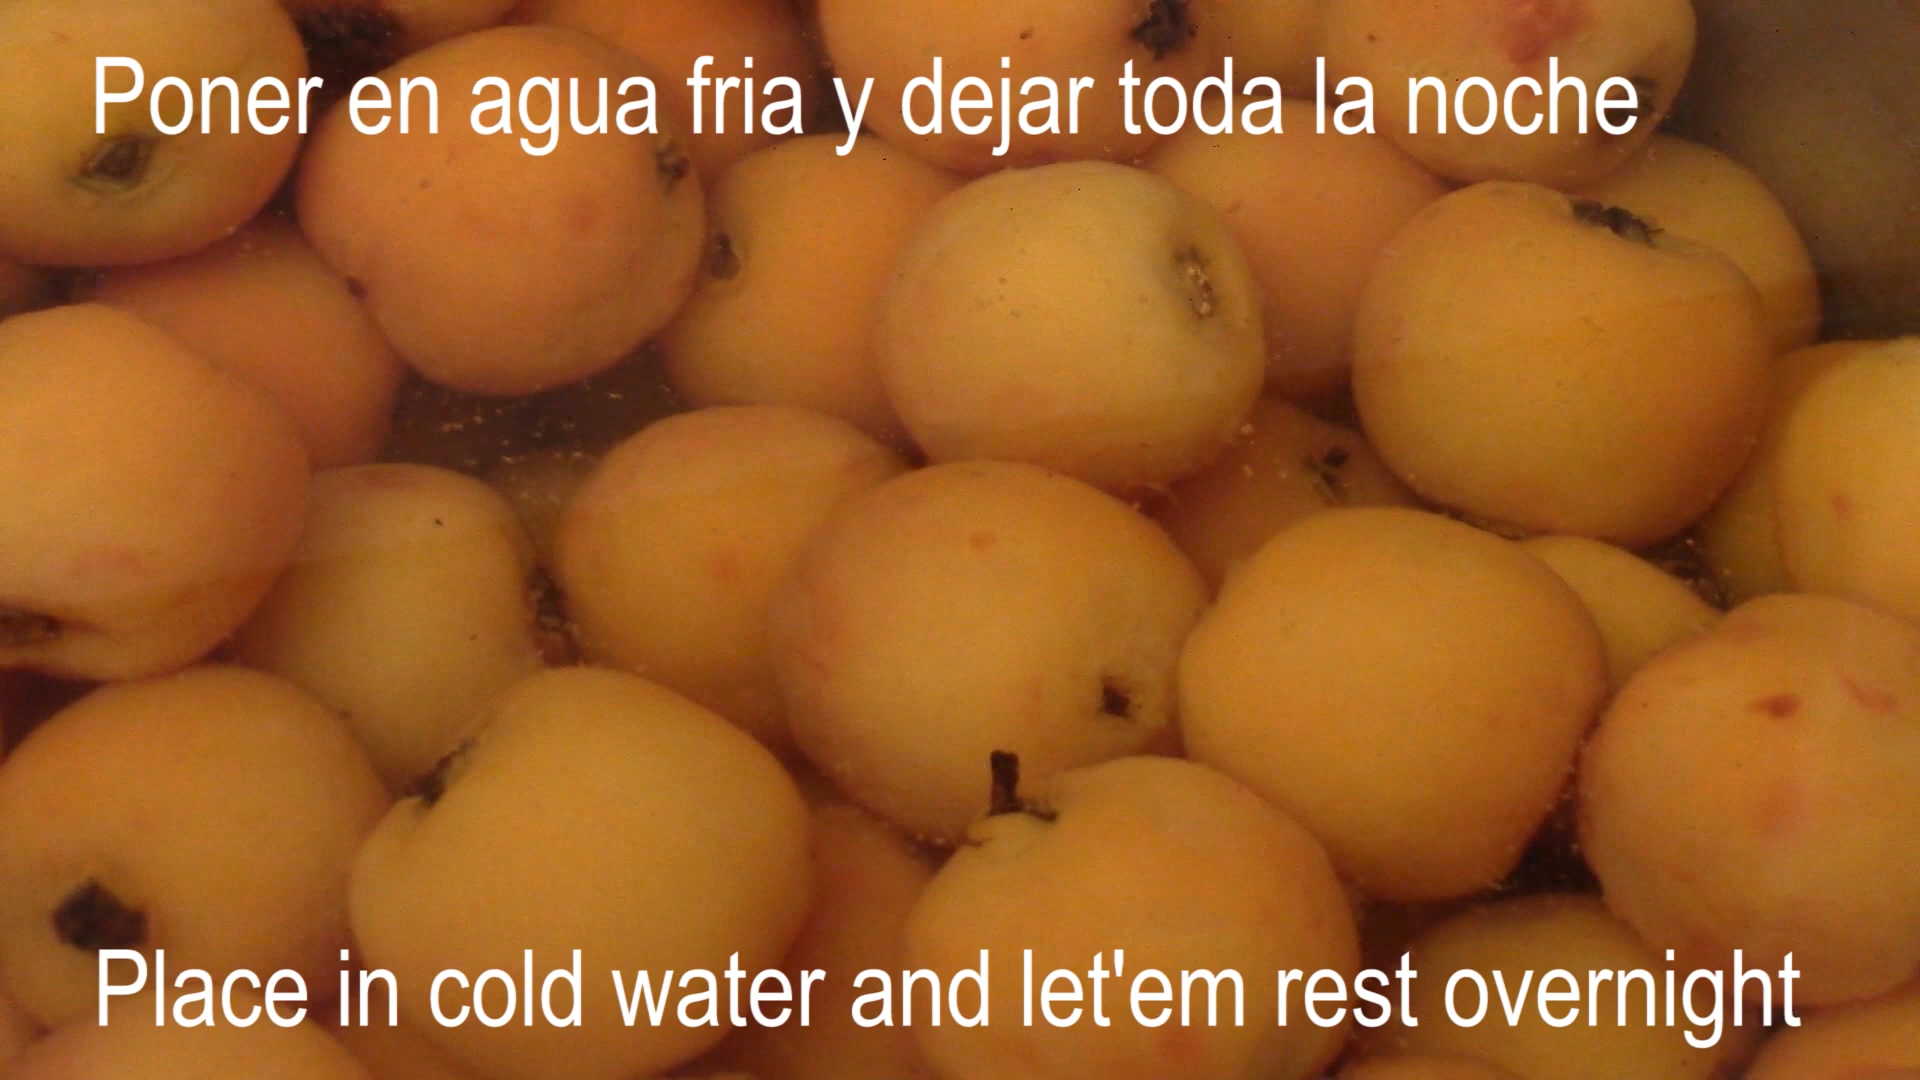 Poner en agua fria y dejar toda la noche
Place in cold water and let'em rest overnight